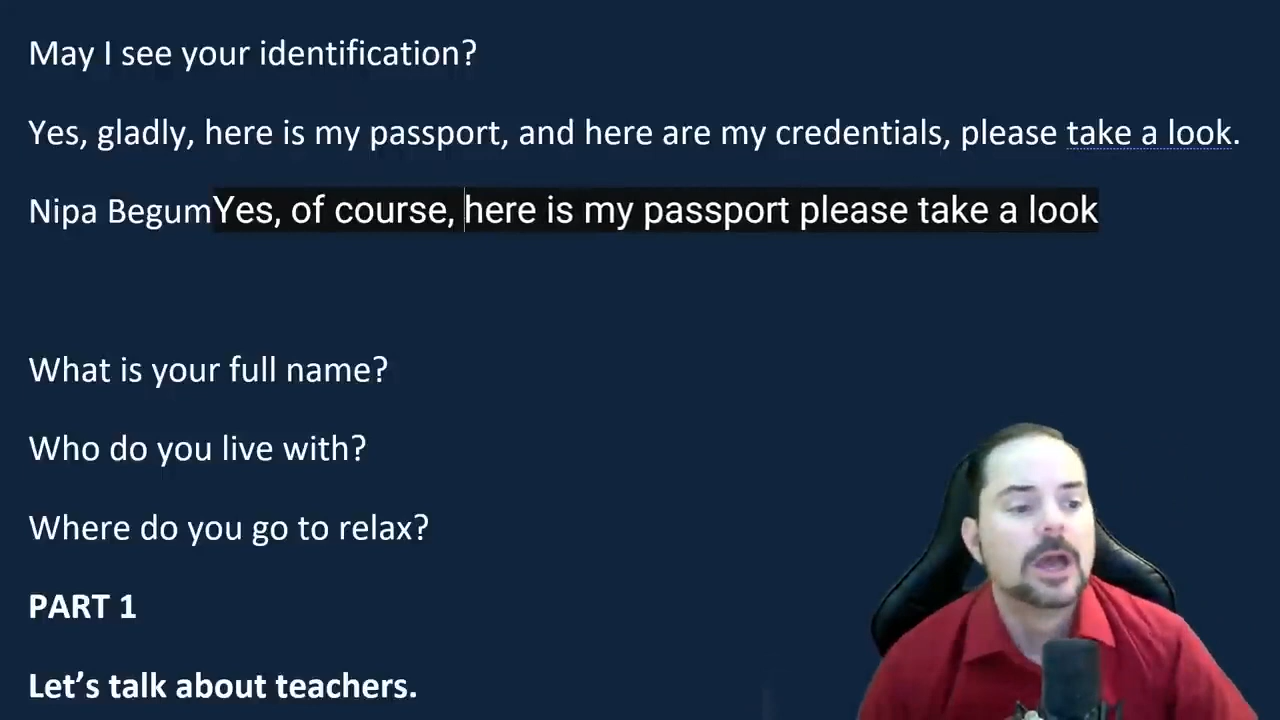 May I see your identification?
Yes, gladly, here is my passport, and here are my credentials, please take a look.
Nipa BegumYes, of course, here is my passport please take a look
What is your full name?
Who do you live with?
Where do you go to relax?
PART 1
Let’s talk about teachers.